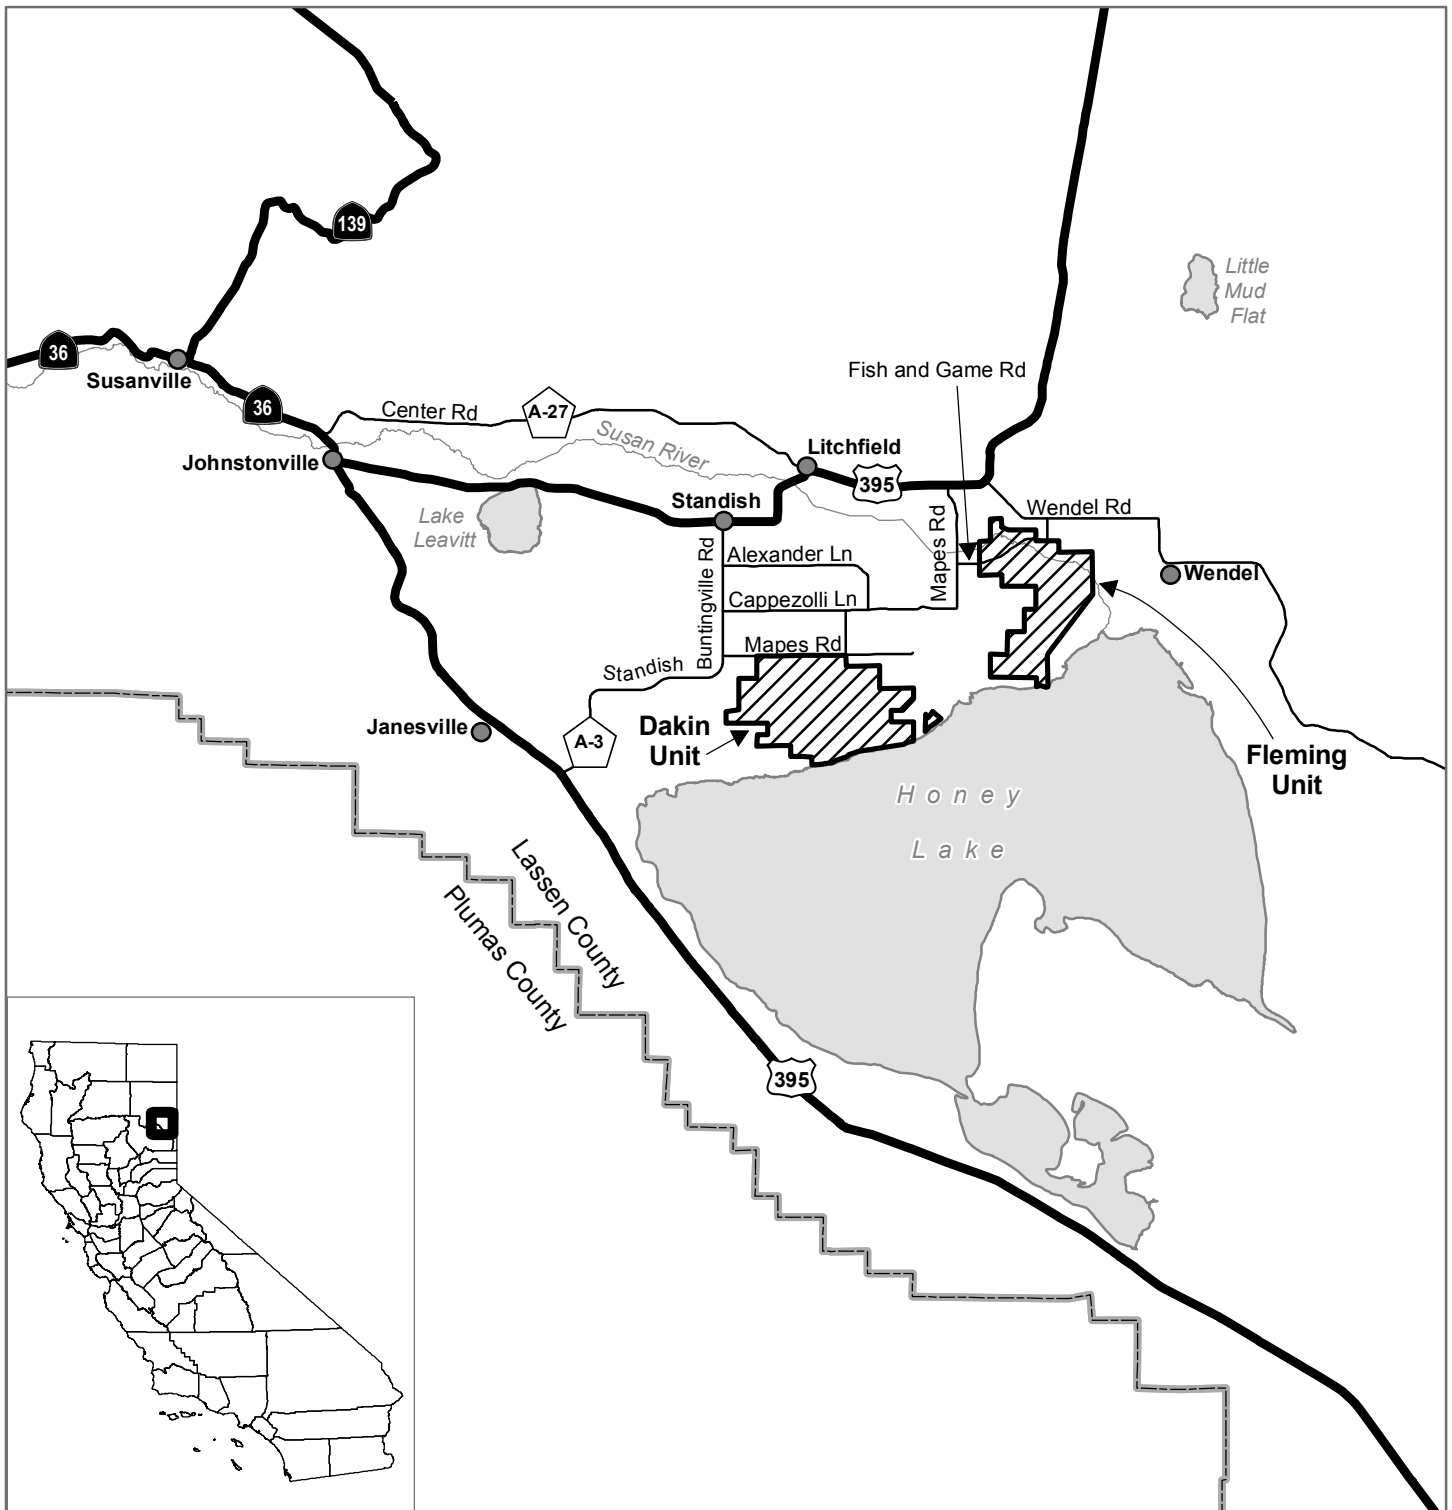 139
Little
Mud
Flat
36
Susanville
Fish and Game Rd
36
Center Rd
A-27
Susan River
Litchfield
Johnstonville
395
Standish
Wendel Rd
Lake
Leavitt
Mapes Rd
Buntingville Rd
Alexander Ln
Wendel
Cappezolli Ln
Mapes Rd
Standish
Janesville
A-3
Dakin
Unit
Fleming
Unit
Honey
Lake
Lassen County
Plumas County
395